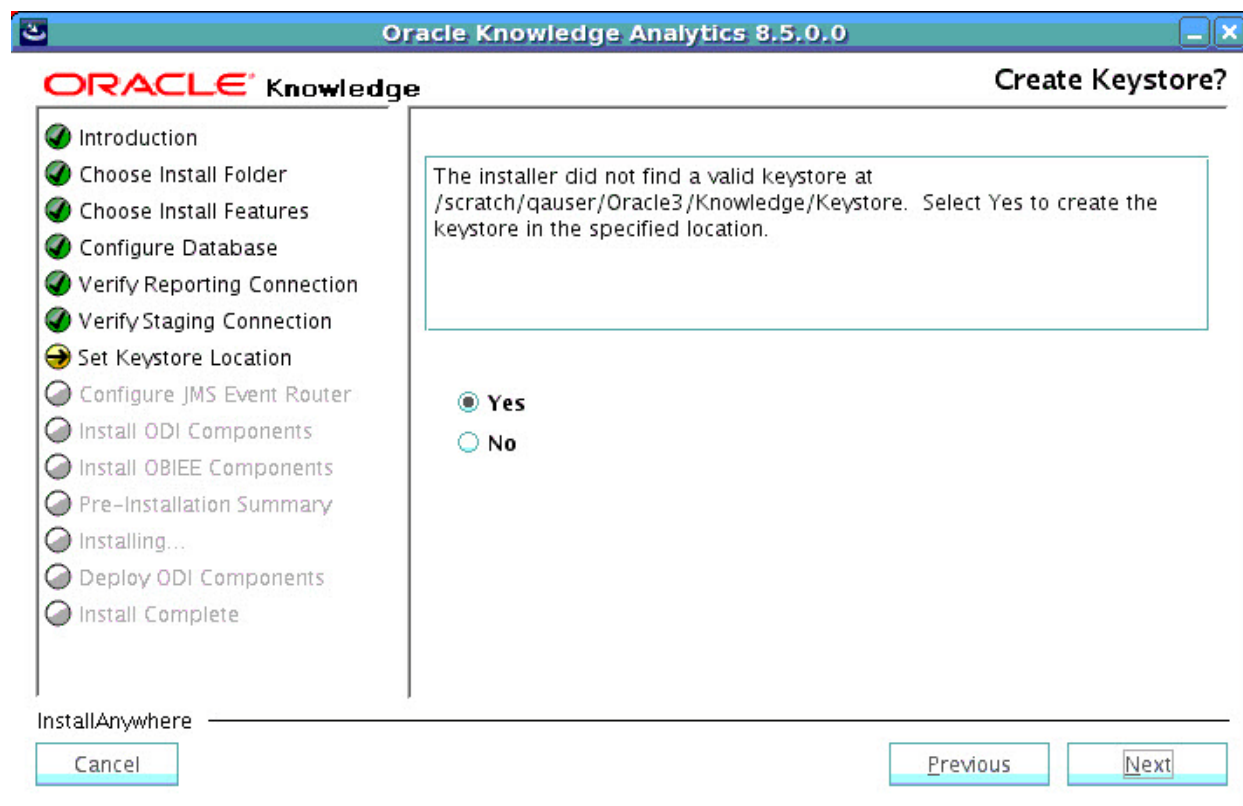 Oracle Knowledge Analytics 8.5.0.0
ORACLE Knowledge
Create Keystore?
Introduction
Choose Install Folder
Choose Install Features
Configure Database
Verify Reporting Connection
Verify Staging Connection
Set Keystore Location
Configure JMS Event Router
Install ODI Components
Install OBIEE Components
Pre-Installation Summary
Installing...
Deploy ODI Components
Install Complete
The installer did not find a valid keystore at
/scratch/qauser/Oracle3/Knowledge/Keystore.  Select Yes to create the
keystore in the specified location.
Yes
No
InstallAnywhere
Cancel
Previous
Next